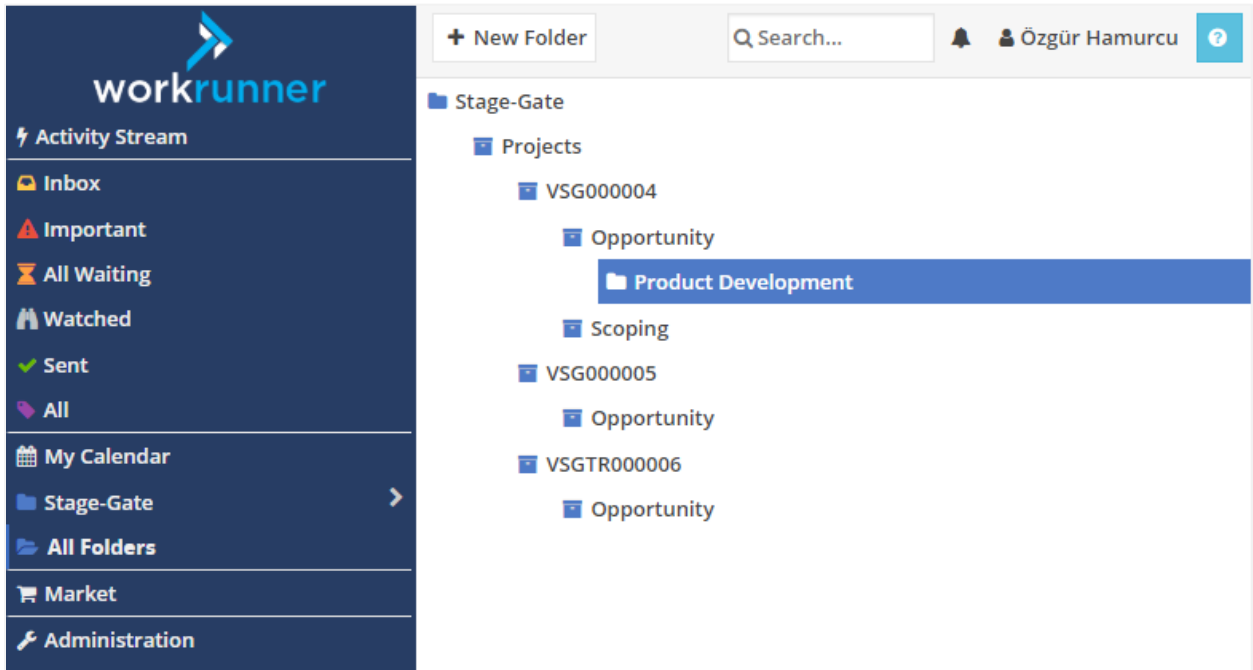 workrunner
Activity Stream
Inbox
Important
All Waiting
Watched
Sent
All
My Calendar
Stage-Gate
All Folders
Market
Administration
+ New Folder
Search...
Özgür Hamurcu
?
Stage-Gate
Projects
VSG000004
Opportunity
Product Development
Scoping
VSG000005
Opportunity
VSGTR000006
Opportunity